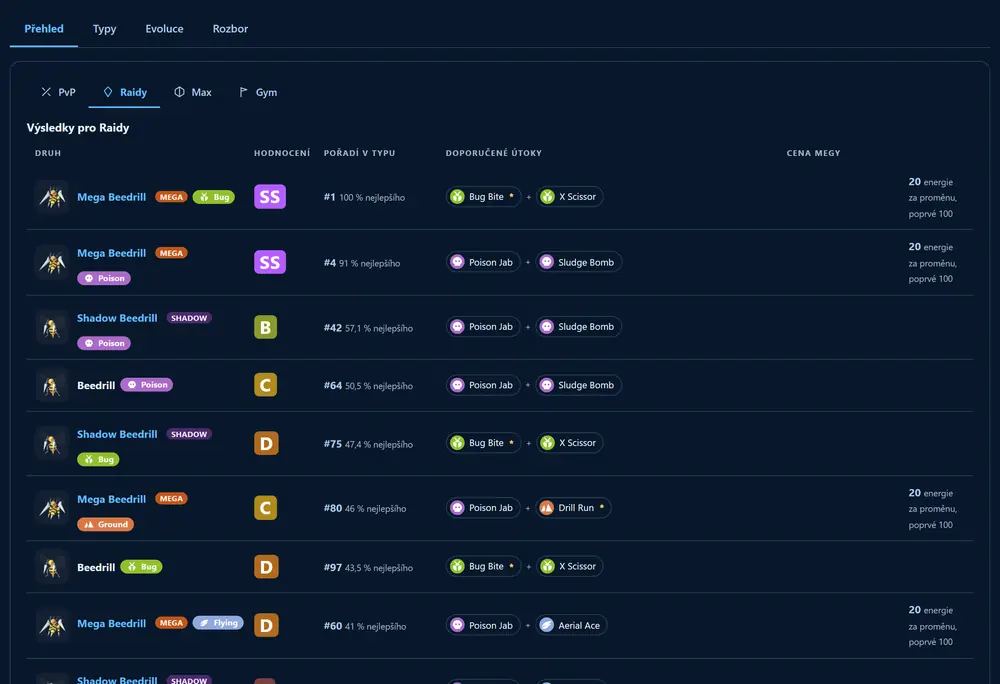 Přehled Typy Evoluce Rozbor
PvP Raidy Max Gym
Výsledky pro Raidy
DRUH HODNOCENÍ POŘADÍ V TYPU DOPORUČENÉ ÚTOKY CENA MEGY
Mega Beedrill MEGA Bug SS #1 100 % nejlepšího Bug Bite * + X Scissor 20 energie
za proměnu,
poprvé 100
Mega Beedrill MEGA
Poison SS #4 91 % nejlepšího Poison Jab + Sludge Bomb 20 energie
za proměnu,
poprvé 100
Shadow Beedrill SHADOW
Poison B #42 57,1 % nejlepšího Poison Jab + Sludge Bomb
Beedrill Poison C #64 50,5 % nejlepšího Poison Jab + Sludge Bomb
Shadow Beedrill SHADOW
Bug D #75 47,4 % nejlepšího Bug Bite * + X Scissor
Mega Beedrill MEGA
Ground C #80 46 % nejlepšího Poison Jab + Drill Run * 20 energie
za proměnu,
poprvé 100
Beedrill Bug D #97 43,5 % nejlepšího Bug Bite * + X Scissor
Mega Beedrill MEGA Flying D #60 41 % nejlepšího Poison Jab + Aerial Ace 20 energie
za proměnu,
poprvé 100
Shadow Beedrill SHADOW